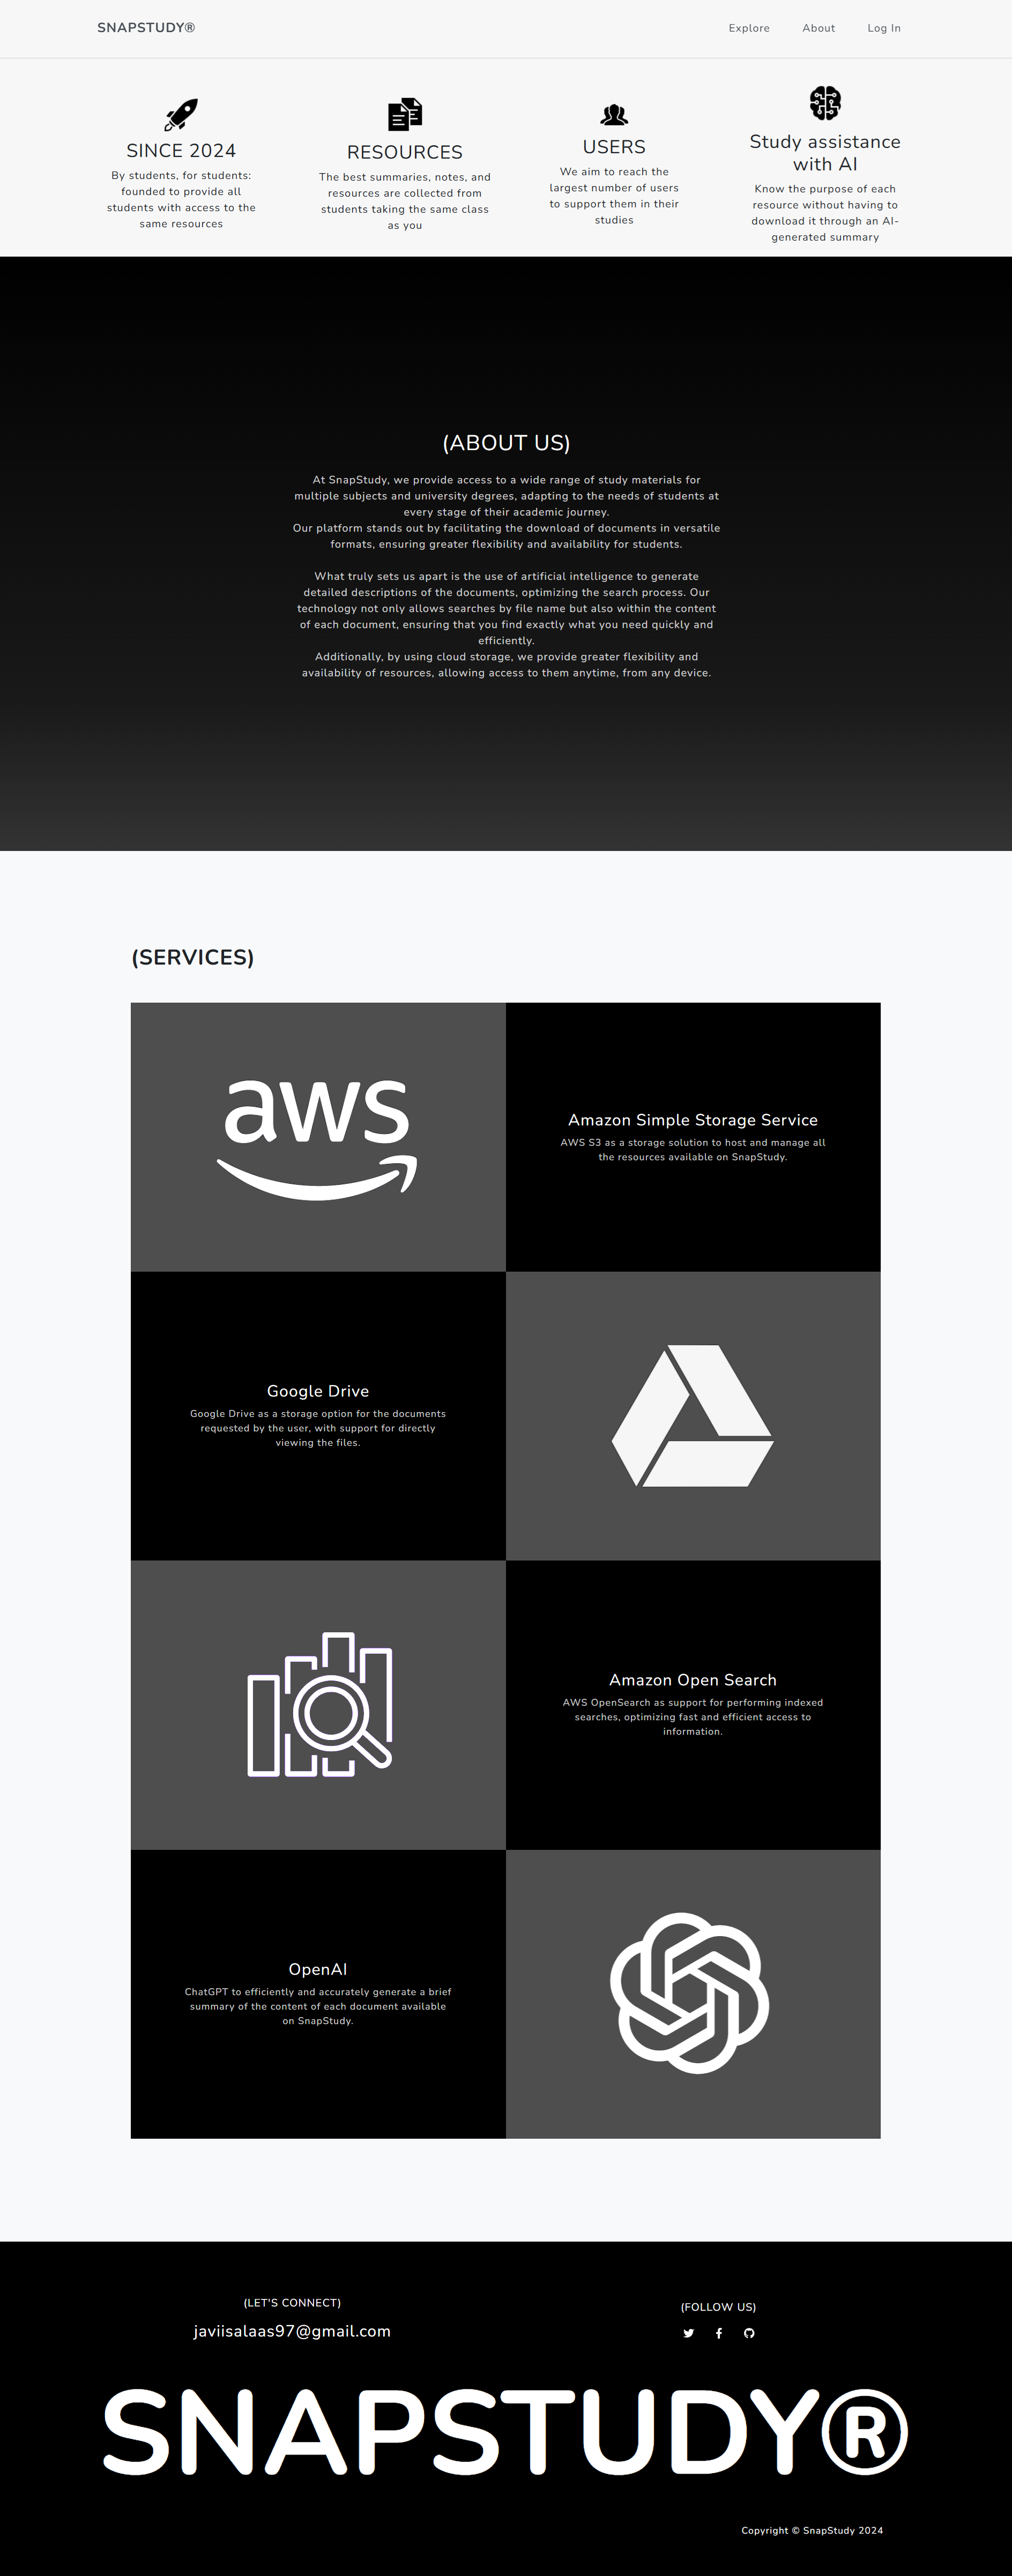 SNAPSTUDY®
Explore
About
Log In
SINCE 2024
By students, for students:
founded to provide all
students with access to the
same resources
RESOURCES
The best summaries, notes, and
resources are collected from
students taking the same class
as you
USERS
We aim to reach the
largest number of users
to support them in their
studies
Study assistance
with AI
Know the purpose of each
resource without having to
download it through an AI-
generated summary
(ABOUT US)
At SnapStudy, we provide access to a wide range of study materials for
multiple subjects and university degrees, adapting to the needs of students at
every stage of their academic journey.
Our platform stands out by facilitating the download of documents in versatile
formats, ensuring greater flexibility and availability for students.
What truly sets us apart is the use of artificial intelligence to generate
detailed descriptions of the documents, optimizing the search process. Our
technology not only allows searches by file name but also within the content
of each document, ensuring that you find exactly what you need quickly and
efficiently.
Additionally, by using cloud storage, we provide greater flexibility and
availability of resources, allowing access to them anytime, from any device.
(SERVICES)
aws
Amazon Simple Storage Service
AWS S3 as a storage solution to host and manage all
the resources available on SnapStudy.
Google Drive
Google Drive as a storage option for the documents
requested by the user, with support for directly
viewing the files.
Amazon Open Search
AWS OpenSearch as support for performing indexed
searches, optimizing fast and efficient access to
information.
OpenAI
ChatGPT to efficiently and accurately generate a brief
summary of the content of each document available
on SnapStudy.
(LET'S CONNECT)
javiisalaas97@gmail.com
(FOLLOW US)
SNAPSTUDY®
Copyright © SnapStudy 2024